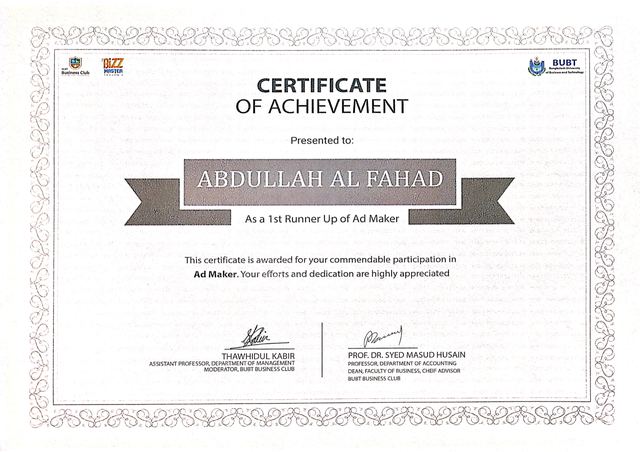 BUBT
Business Club
BIZZ
MASTER
BUBT
Bangladesh University
of Business and Technology
CERTIFICATE
OF ACHIEVEMENT
Presented to:
ABDULLAH AL FAHAD
As a 1st Runner Up of Ad Maker
This certificate is awarded for your commendable participation in
Ad Maker. Your efforts and dedication are highly appreciated
THAWHIDUL KABIR
ASSISTANT PROFESSOR, DEPARTMENT OF MANAGEMENT
MODERATOR, BUBT BUSINESS CLUB
PROF. DR. SYED MASUD HUSAIN
PROFESSOR, DEPARTMENT OF ACCOUNTING
DEAN, FACULTY OF BUSINESS, CHEIF ADVISOR
BUBT BUSINESS CLUB